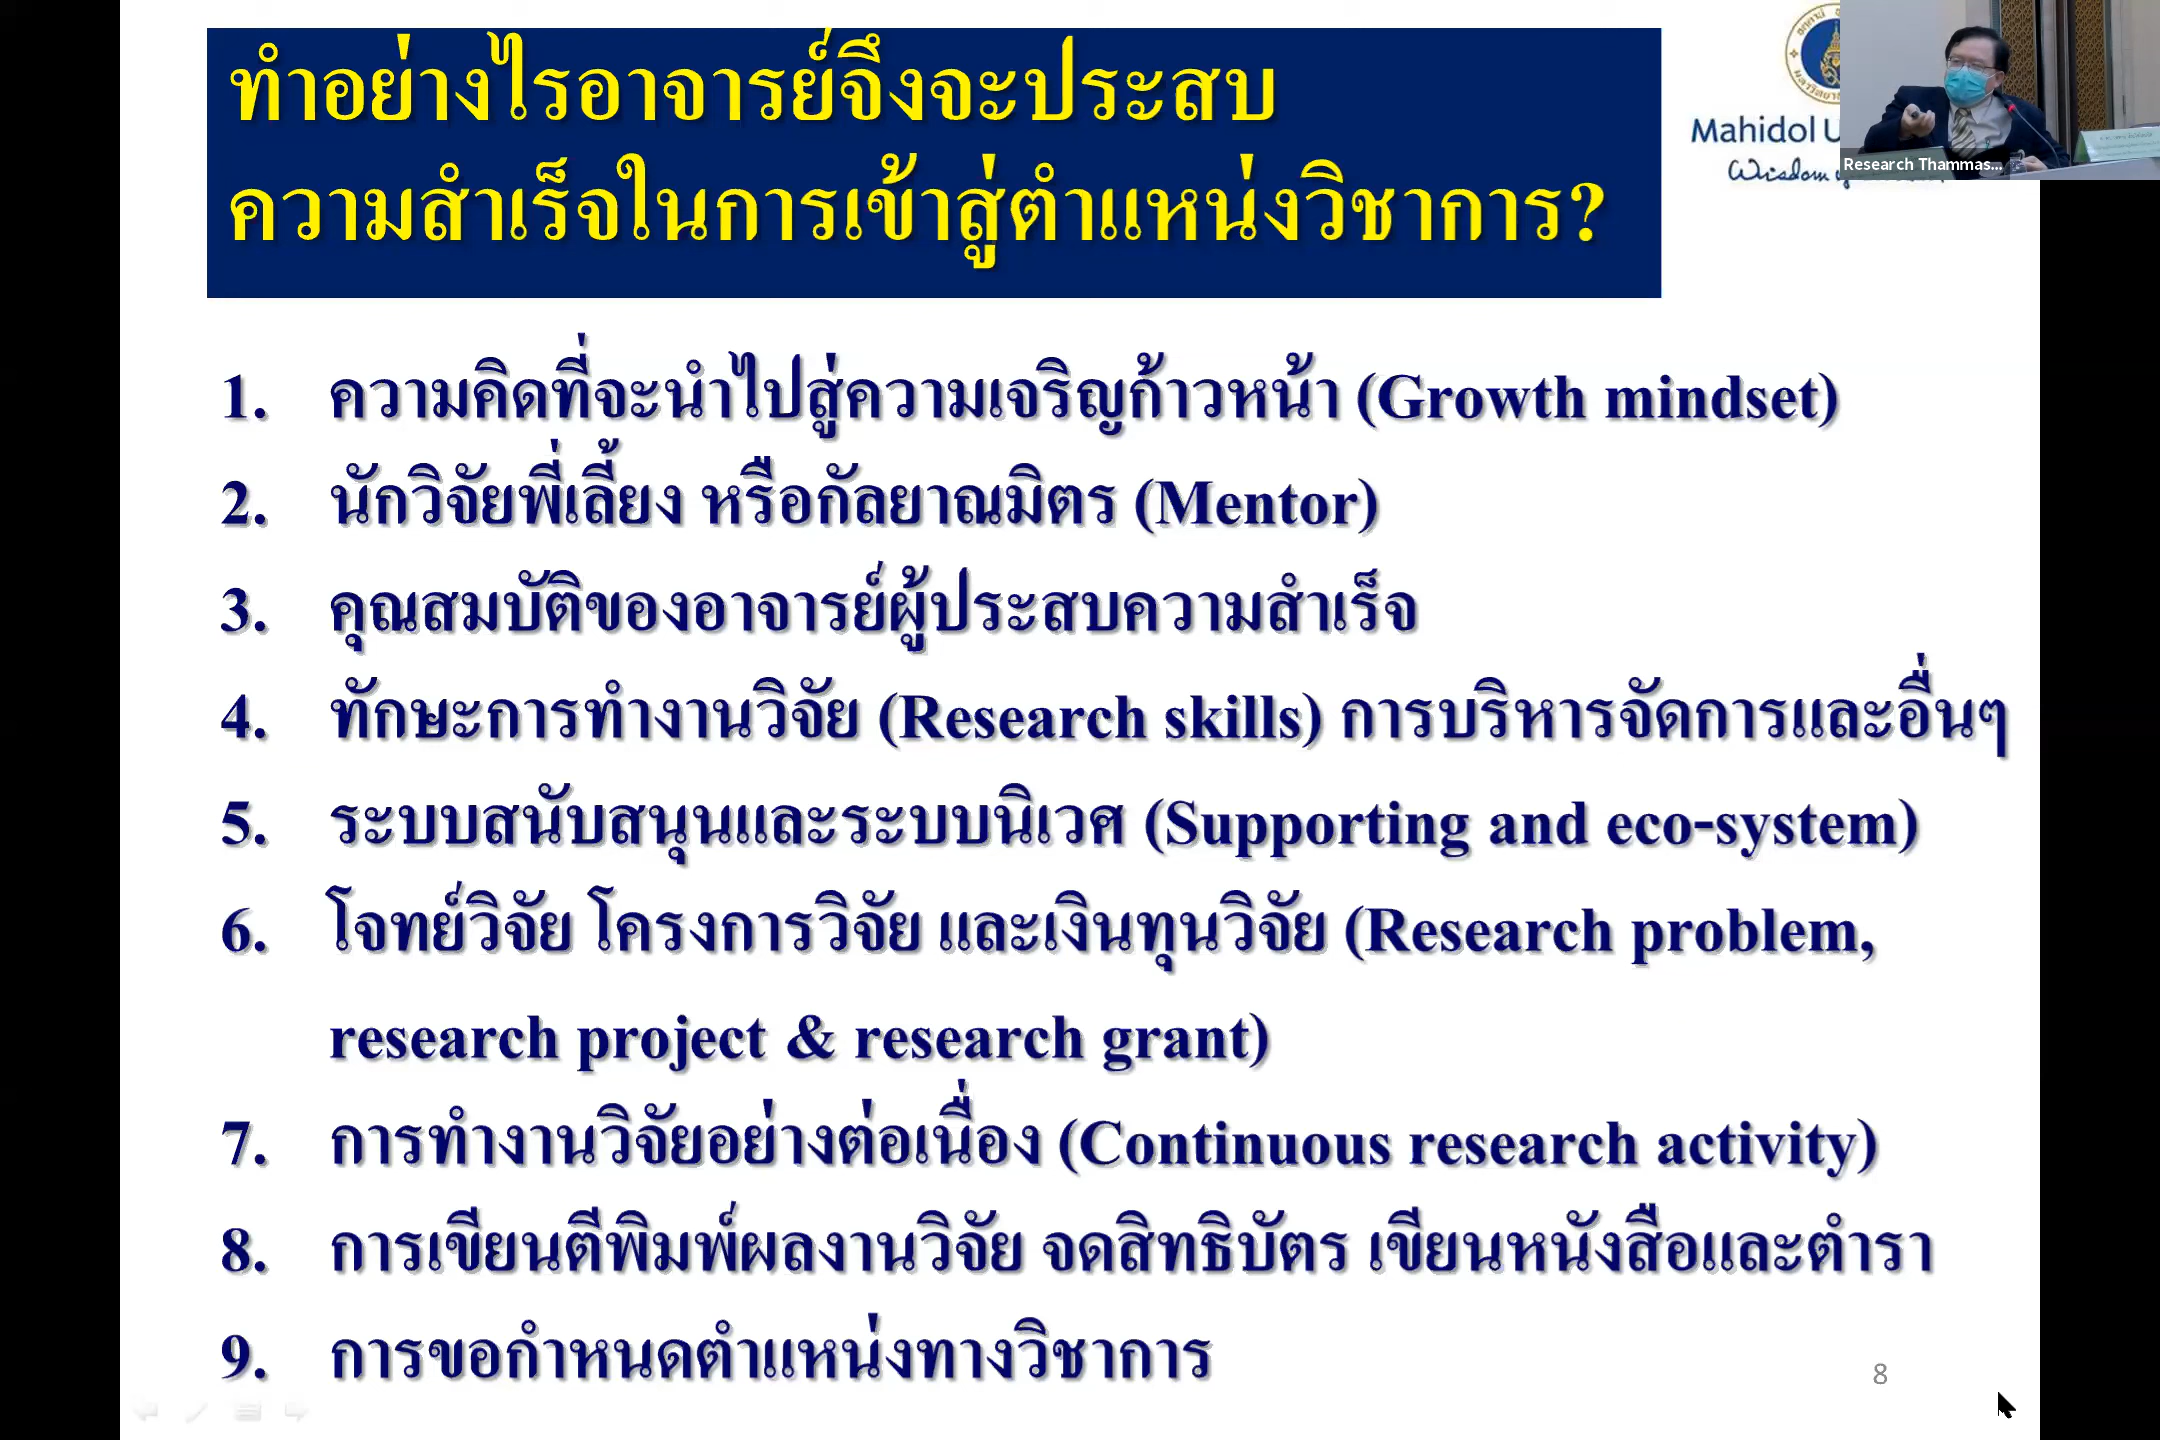 ทำอย่างไรอาจารย์จึงจะประสบ
ความสำเร็จในการเข้าสู่ตำแหน่งวิชาการ?
Mahidol U
Wisdom
Research Thammas...
1. ความคิดที่จะนำไปสู่ความเจริญก้าวหน้า (Growth mindset)
2. นักวิจัยพี่เลี้ยง หรือกัลยาณมิตร (Mentor)
3. คุณสมบัติของอาจารย์ผู้ประสบความสำเร็จ
4. ทักษะการทำงานวิจัย (Research skills) การบริหารจัดการและอื่นๆ
5. ระบบสนับสนุนและระบบนิเวศ (Supporting and eco-system)
6. โจทย์วิจัย โครงการวิจัย และเงินทุนวิจัย (Research problem,
research project & research grant)
7. การทำงานวิจัยอย่างต่อเนื่อง (Continuous research activity)
8. การเขียนตีพิมพ์ผลงานวิจัย จดสิทธิบัตร เขียนหนังสือและตำรา
9. การขอกำหนดตำแหน่งทางวิชาการ
8